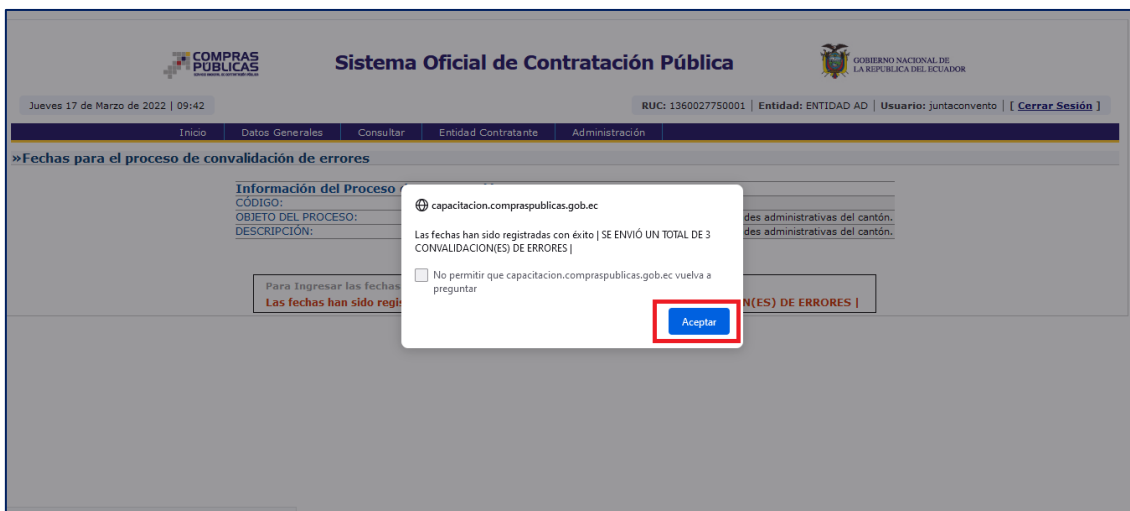 COMPRAS
PÚBLICAS
Sistema Oficial de Contratación Pública
GOBIERNO NACIONAL DE
LA REPUBLICA DEL ECUADOR
Jueves 17 de Marzo de 2022 | 09:42
RUC: 1360027750001 | Entidad: ENTIDAD AD | Usuario: juntaconvento | [ Cerrar Sesión ]
Inicio Datos Generales Consultar Entidad Contratante Administración
»Fechas para el proceso de convalidación de errores
Información del Proceso
CÓDIGO:
OBJETO DEL PROCESO: des administrativas del cantón.
DESCRIPCIÓN: des administrativas del cantón.
capacitacion.compraspublicas.gob.ec
Las fechas han sido registradas con éxito | SE ENVIÓ UN TOTAL DE 3
CONVALIDACION(ES) DE ERRORES |
No permitir que capacitacion.compraspublicas.gob.ec vuelva a
preguntar
Aceptar
Para Ingresar las fechas
Las fechas han sido regis N(ES) DE ERRORES |